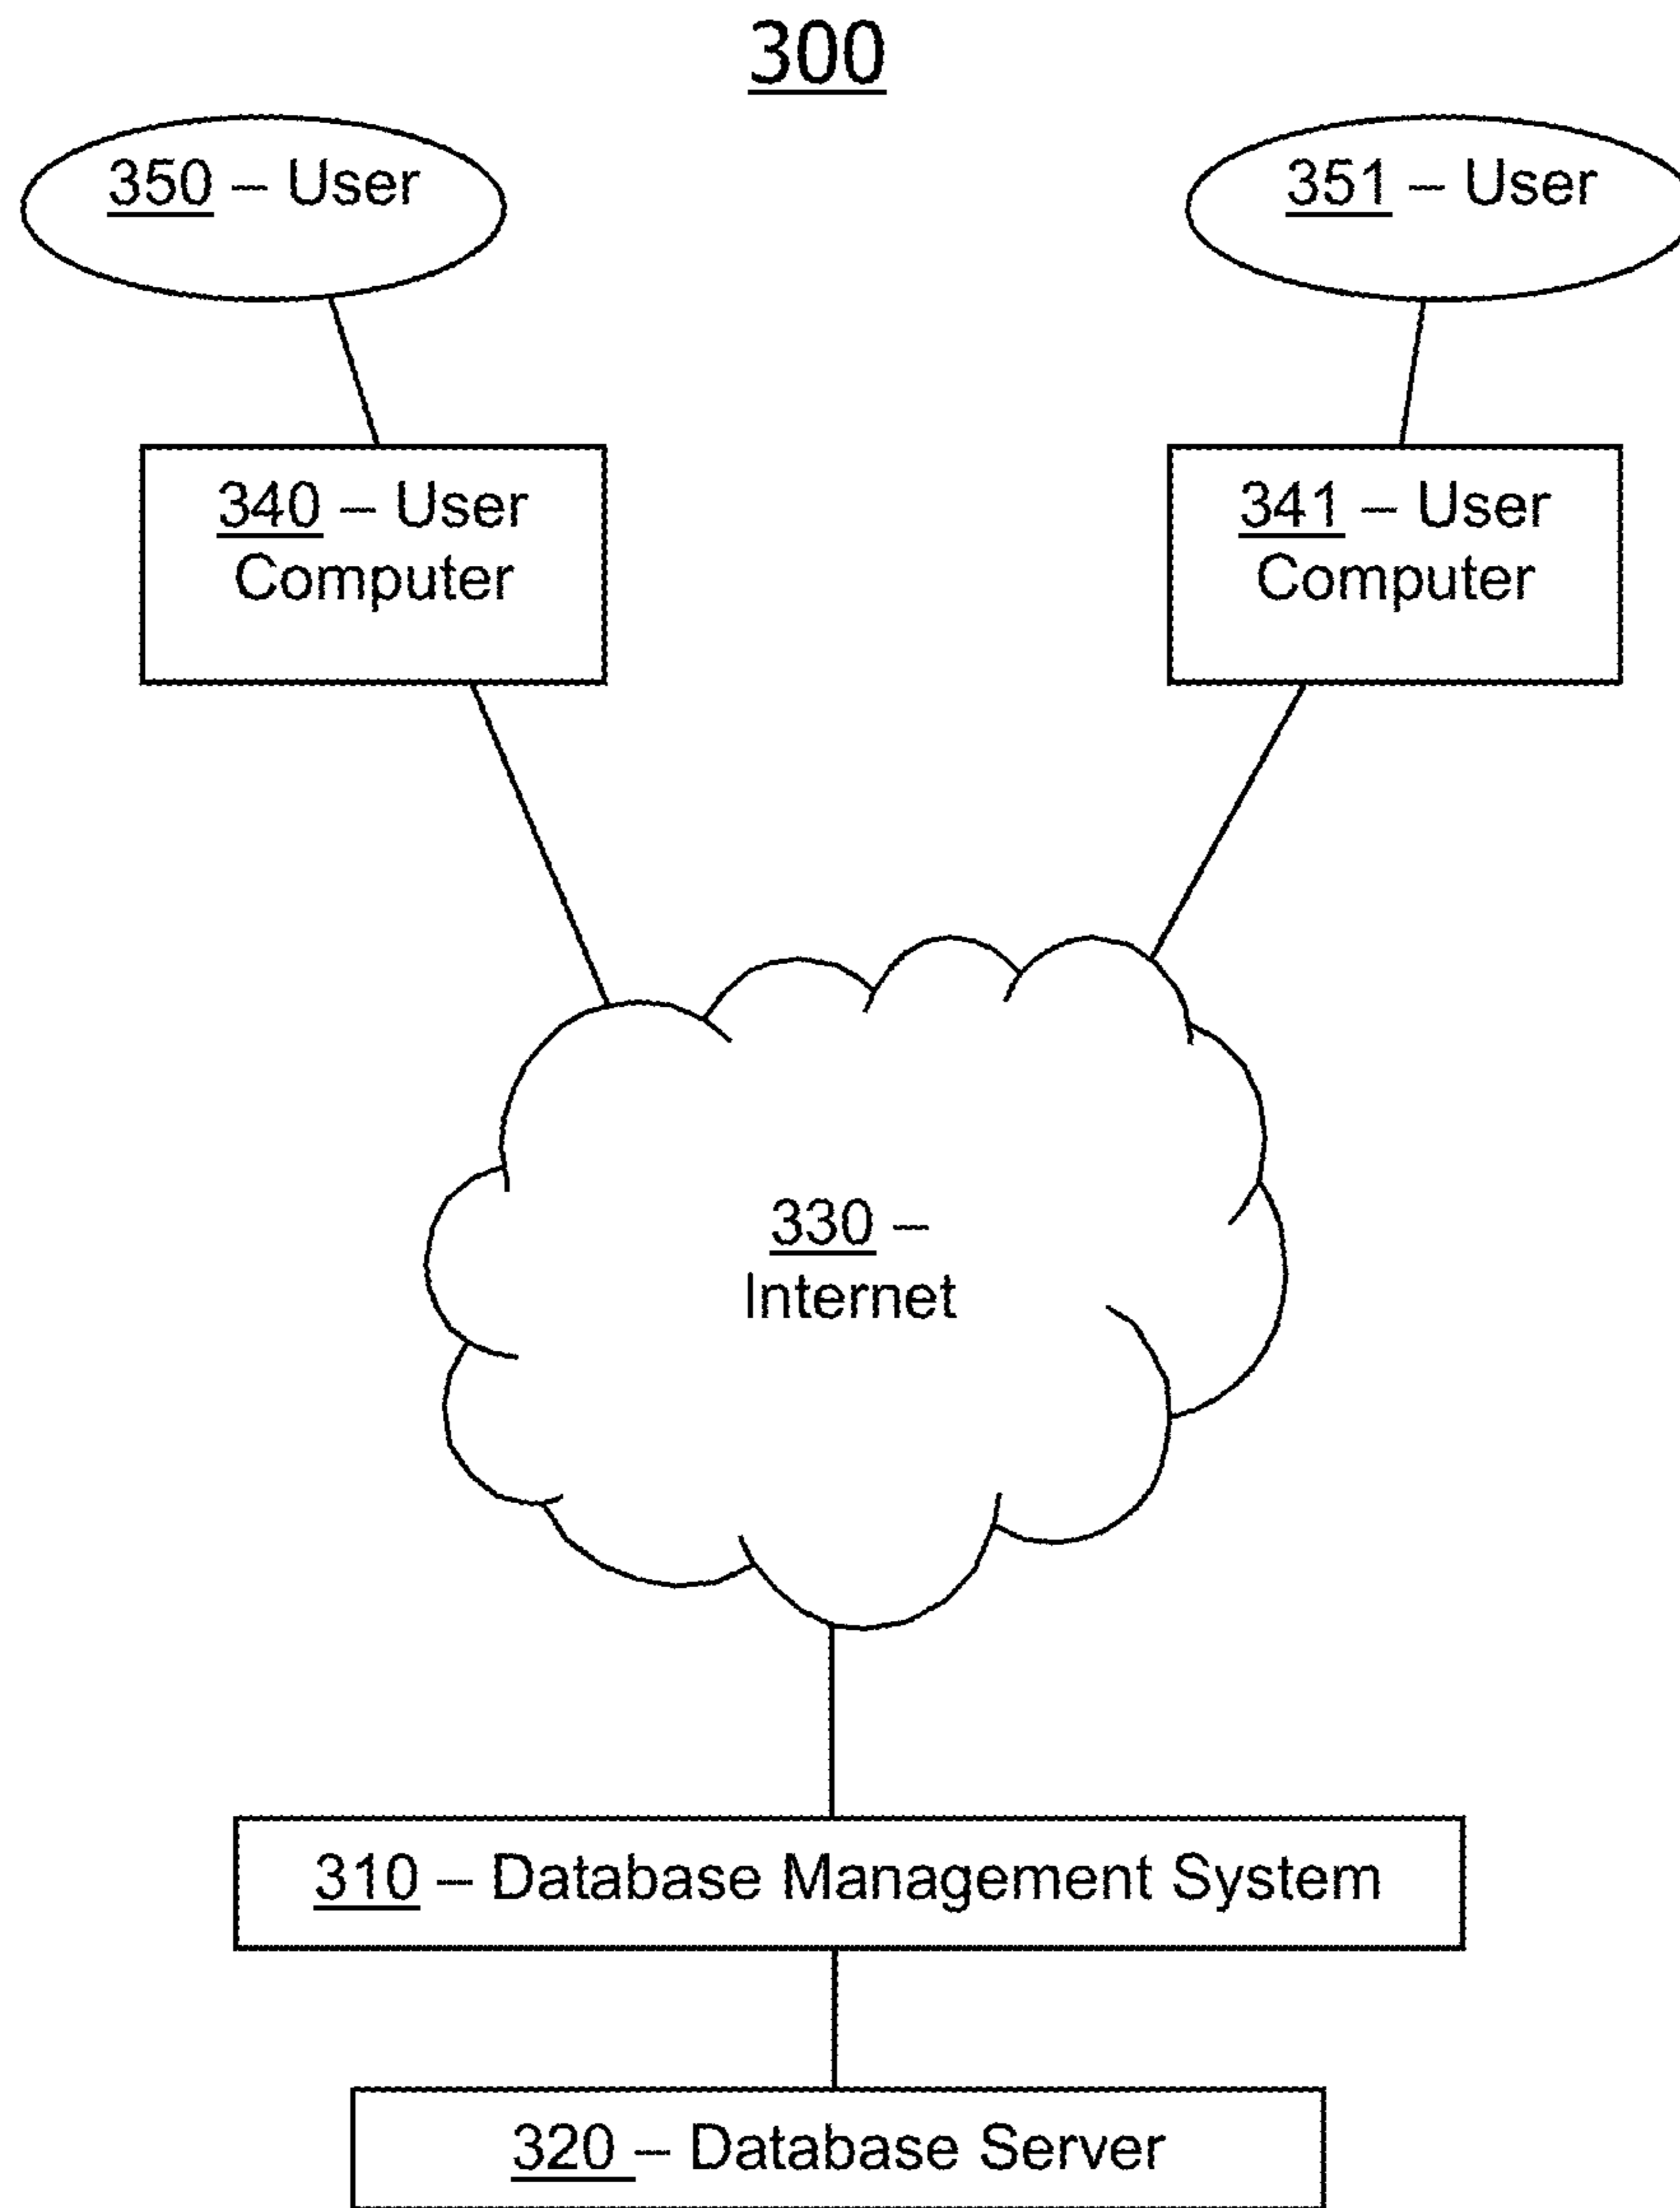 300
350 – User
351 – User
340 – User
Computer
341 – User
Computer
330 –
Internet
310 – Database Management System
320 – Database Server